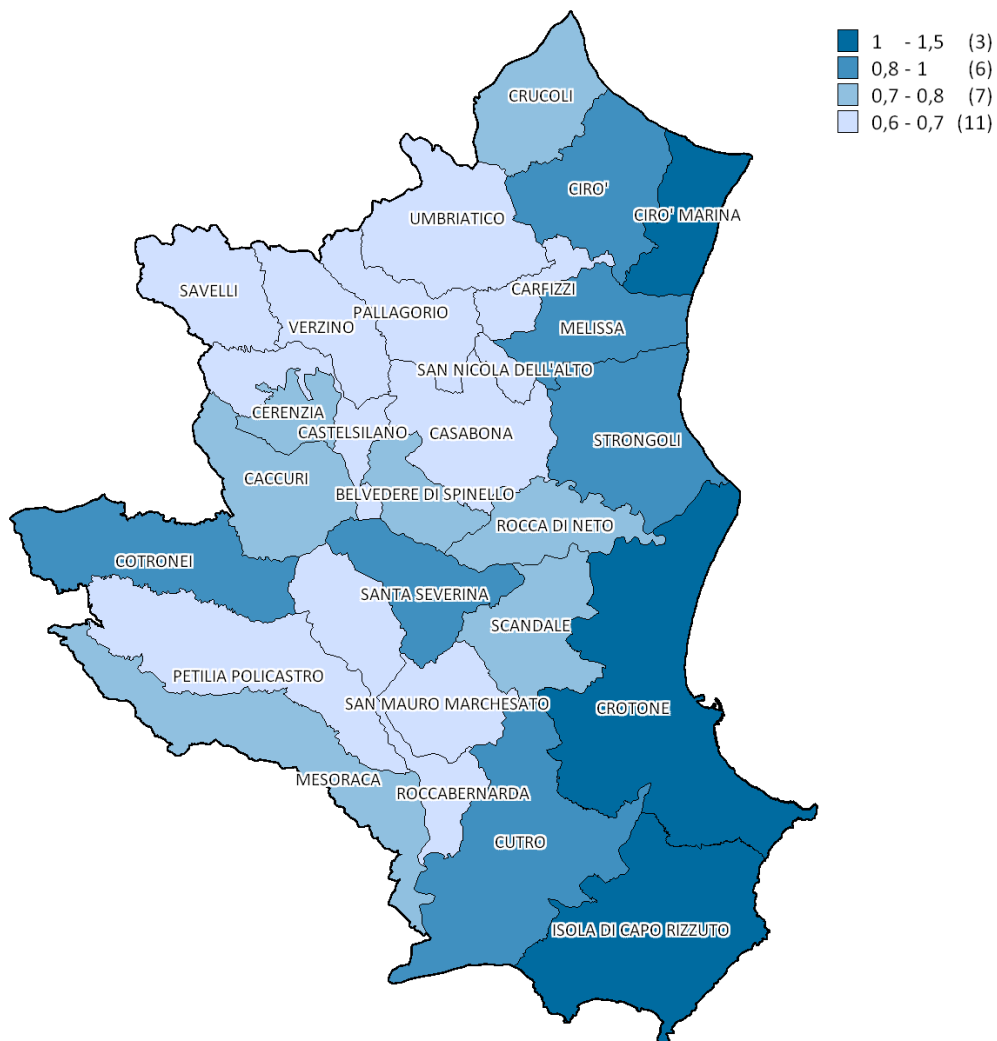 1 - 1,5 (3)
0,8 - 1 (6)
0,7 - 0,8 (7)
0,6 - 0,7 (11)
CRUCOLI
CIRO'
CIRO' MARINA
UMBRIATICO
SAVELLI
CARFIZZI
PALLAGORIO
VERZINO
MELISSA
SAN NICOLA DELL'ALTO
CERENZIA
CASTELSILANO
CASABONA
STRONGOLI
CACCURI
BELVEDERE DI SPINELLO
ROCCA DI NETO
COTRONEI
SANTA SEVERINA
SCANDALE
PETILIA POLICASTRO
SAN MAURO MARCHESATO
CROTONE
MESORACA
ROCCABERNARDA
CUTRO
ISOLA DI CAPO RIZZUTO